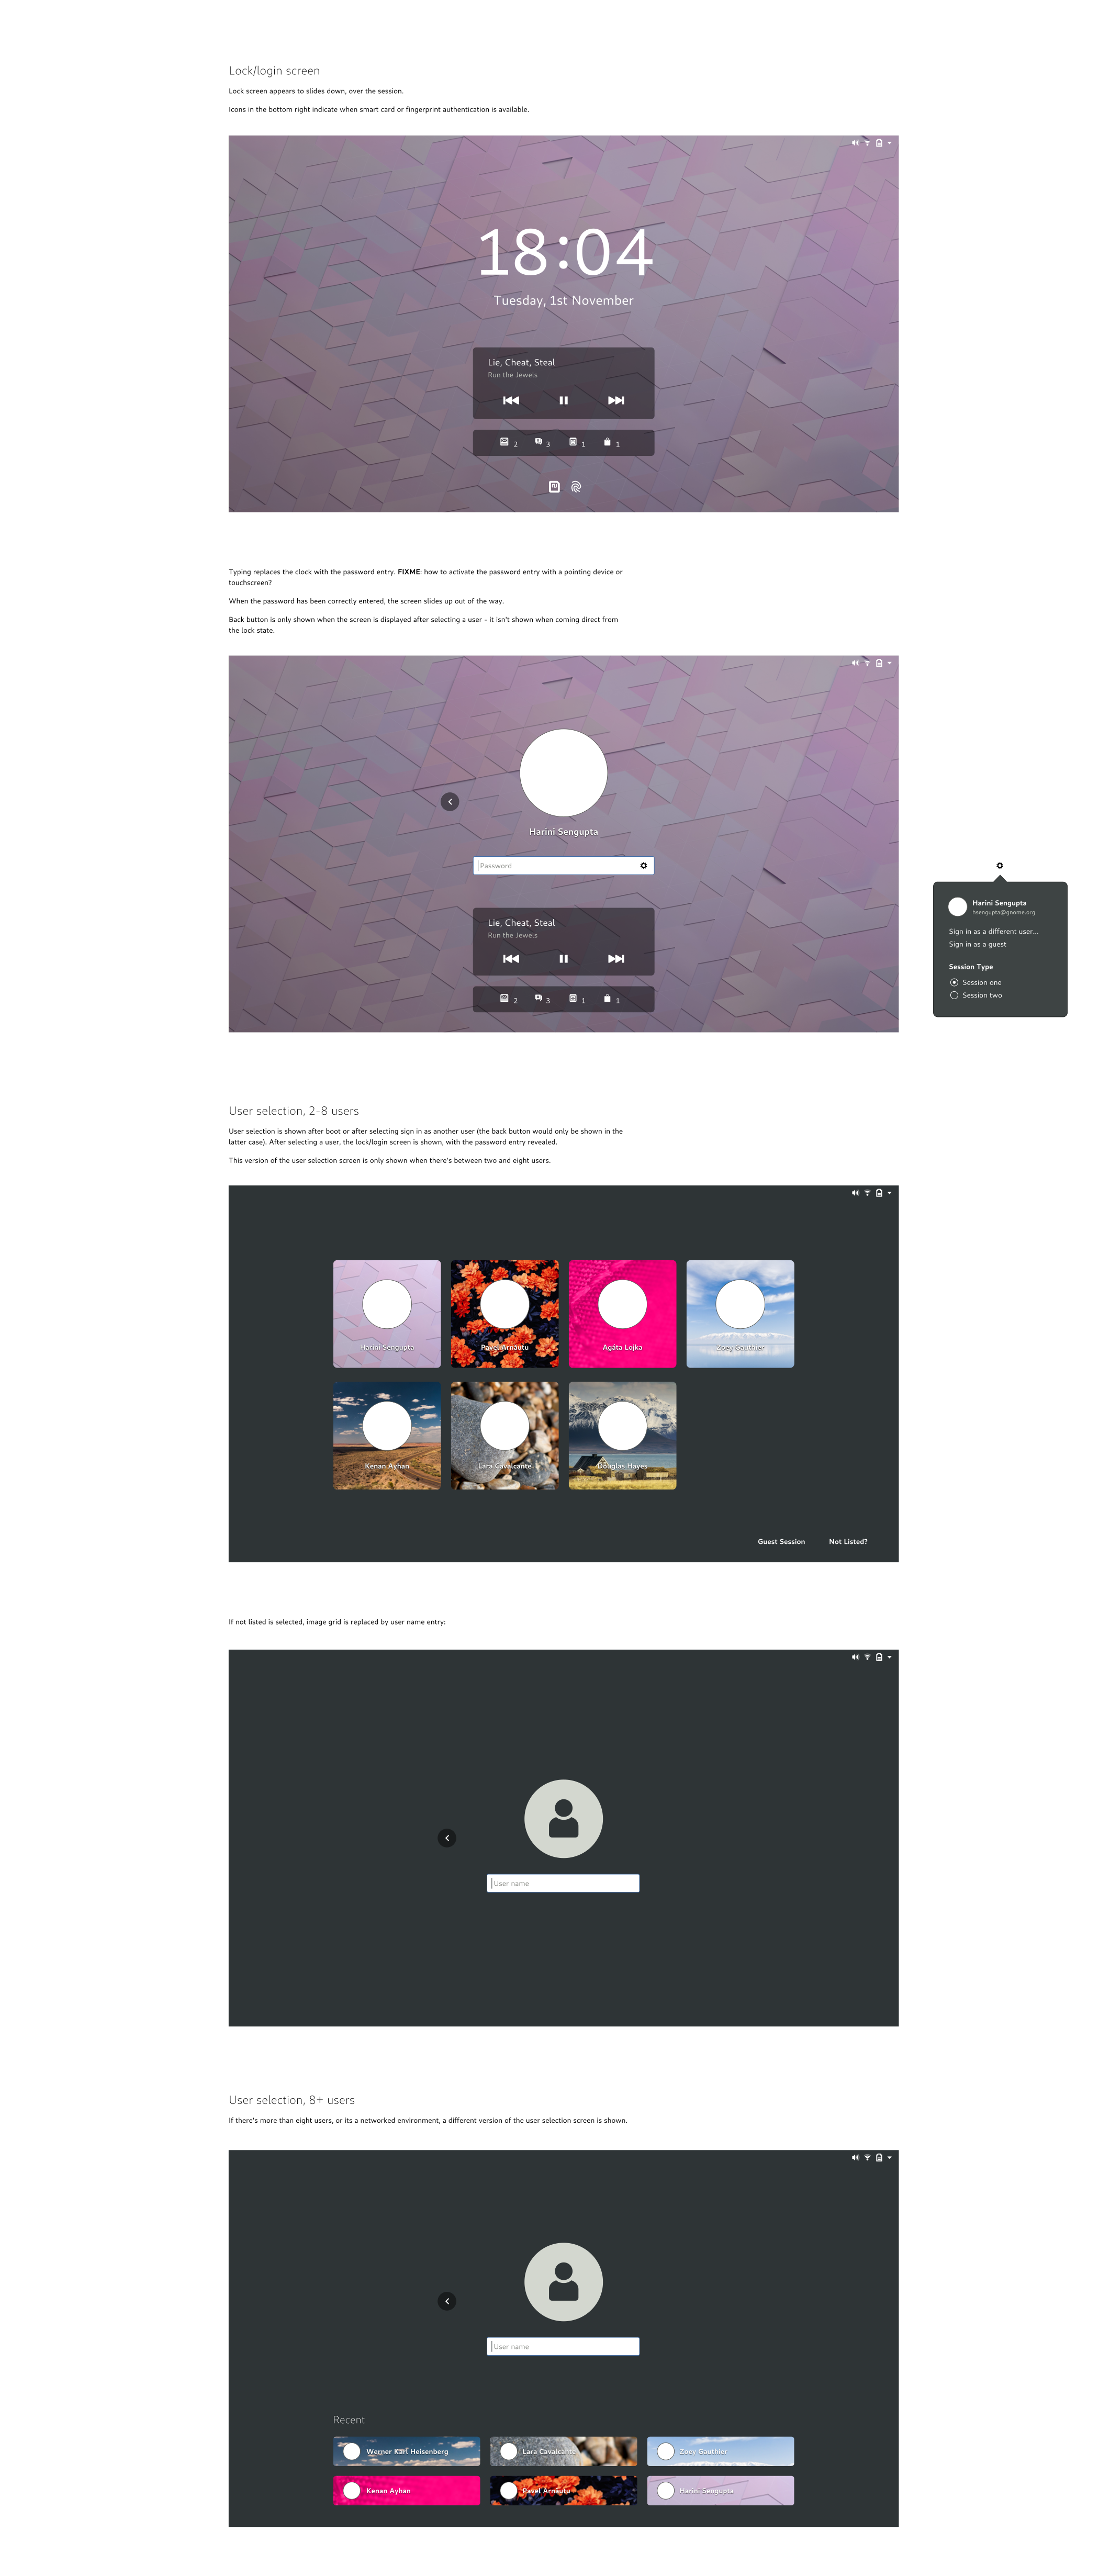 Lock/login screen
Lock screen appears to slides down, over the session.
Icons in the bottom right indicate when smart card or fingerprint authentication is available.
18:04
Tuesday, 1st November
Lie, Cheat, Steal
Run the Jewels
2 3 1 1
Typing replaces the clock with the password entry. FIXME: how to activate the password entry with a pointing device or
touchscreen?
When the password has been correctly entered, the screen slides up out of the way.
Back button is only shown when the screen is displayed after selecting a user - it isn't shown when coming direct from
the lock state.
Harini Sengupta
Password
Lie, Cheat, Steal
Run the Jewels
2 3 1 1
Harini Sengupta
hsengupta@gnome.org
Sign in as a different user...
Sign in as a guest
Session Type
Session one
Session two
User selection, 2-8 users
User selection is shown after boot or after selecting sign in as another user (the back button would only be shown in the
latter case). After selecting a user, the lock/login screen is shown, with the password entry revealed.
This version of the user selection screen is only shown when there's between two and eight users.
Harini Sengupta Pavel Arnautu Agáta Lojka Zoey Gauthier
Kenan Ayhan Lara Cavalcante Douglas Hayes
Guest Session Not Listed?
If not listed is selected, image grid is replaced by user name entry:
User name
User selection, 8+ users
If there's more than eight users, or its a networked environment, a different version of the user selection screen is shown.
User name
Recent
Werner Karl Heisenberg Lara Cavalcante Zoey Gauthier
Kenan Ayhan Pavel Arnautu Harini Sengupta